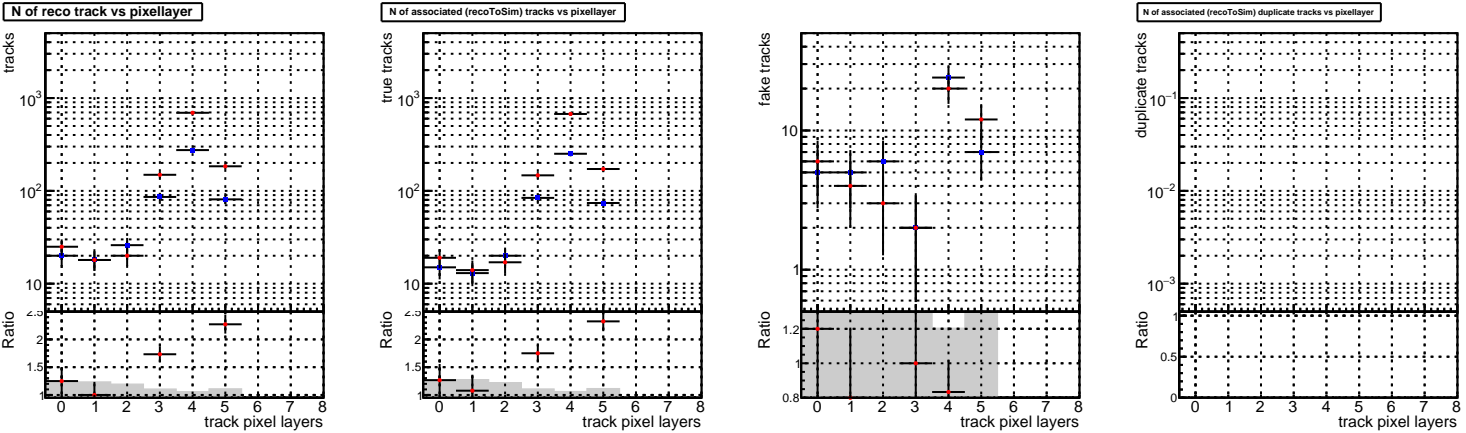 N of reco track vs pixellayer
tracks
10³
10²
10
Ratio
2.5
2
1.5
1
0 1 2 3 4 5 6 7 8
track pixel layers
N of associated (recoToSim) tracks vs pixellayer
true tracks
10³
10²
10
Ratio
2.5
2
1.5
1
0 1 2 3 4 5 6 7 8
track pixel layers
fake tracks
10
1
Ratio
1.2
1
0.8
0 1 2 3 4 5 6 7 8
track pixel layers
N of associated (recoToSim) duplicate tracks vs pixellayer
duplicate tracks
10⁻¹
10⁻²
10⁻³
Ratio
1
0.5
0
0 1 2 3 4 5 6 7 8
track pixel layers